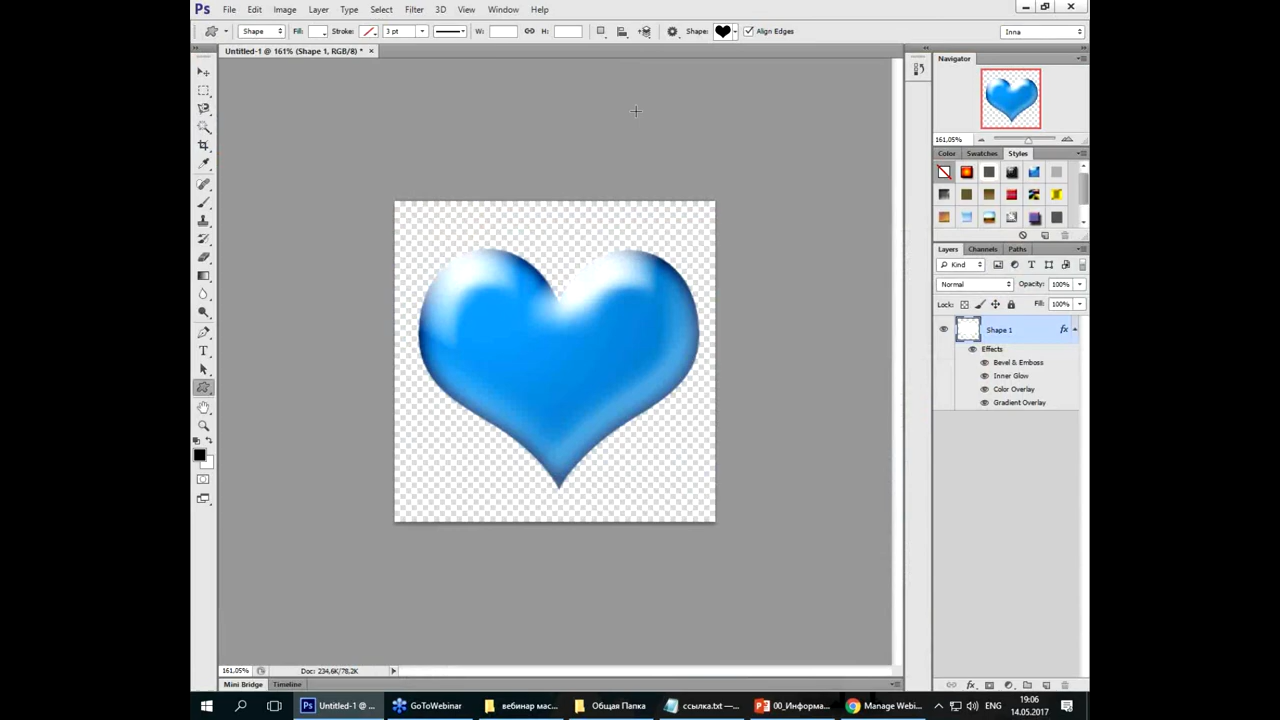 Ps File Edit Image Layer Type Select Filter 3D View Window Help
Shape Fill: Stroke: 3 pt W: H: Shape: Align Edges Inna
Untitled-1 @ 161% (Shape 1, RGB/8) * ×
Navigator
161,05%
Color Swatches Styles
Layers Channels Paths
Kind
Normal Opacity: 100%
Lock: Fill: 100%
Shape 1 fx
Effects
Bevel & Emboss
Inner Glow
Color Overlay
Gradient Overlay
161,05% Doc: 234,6K/78,2K
Mini Bridge Timeline
Ps Untitled-1 @ ... GoToWebinar вебинар мас... Общая Папка ссылка.txt —... 00_Информа... Manage Webi... ENG 19:06
14.05.2017